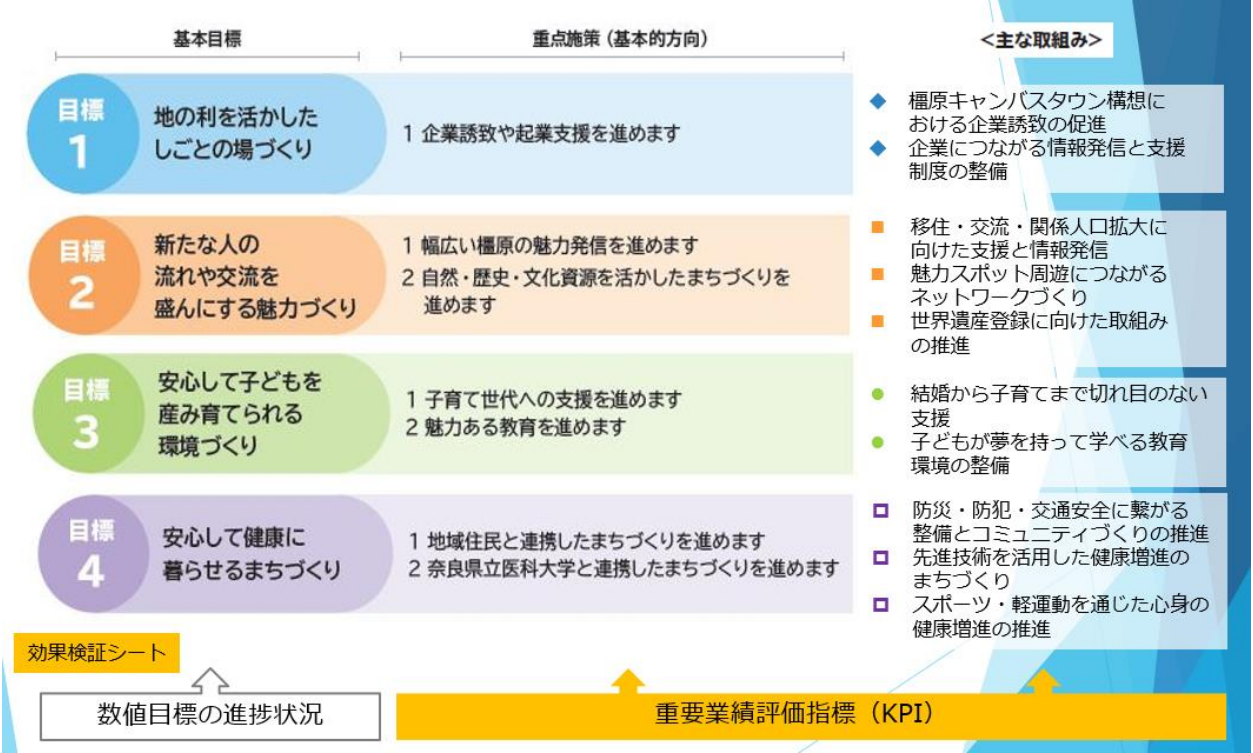 基本目標
重点施策（基本的方向）
<主な取組み>
目標
1
地の利を活かした
しごとの場づくり
1 企業誘致や起業支援を進めます
◆ 橿原キャンパスタウン構想に
おける企業誘致の促進
◆ 企業につながる情報発信と支援
制度の整備
目標
2
新たな人の
流れや交流を
盛んにする魅力づくり
1 幅広い橿原の魅力発信を進めます
2 自然・歴史・文化資源を活かしたまちづくりを
進めます
■ 移住・交流・関係人口拡大に
向けた支援と情報発信
■ 魅力スポット周遊につながる
ネットワークづくり
■ 世界遺産登録に向けた取組み
の推進
目標
3
安心して子どもを
産み育てられる
環境づくり
1 子育て世代への支援を進めます
2 魅力ある教育を進めます
● 結婚から子育てまで切れ目のない
支援
● 子どもが夢を持って学べる教育
環境の整備
目標
4
安心して健康に
暮らせるまちづくり
1 地域住民と連携したまちづくりを進めます
2 奈良県立医科大学と連携したまちづくりを進めます
防災・防犯・交通安全に繋がる
整備とコミュニティづくりの推進
先進技術を活用した健康増進の
まちづくり
スポーツ・軽運動を通じた心身の
健康増進の推進
効果検証シート
数値目標の進捗状況
重要業績評価指標（KPI）